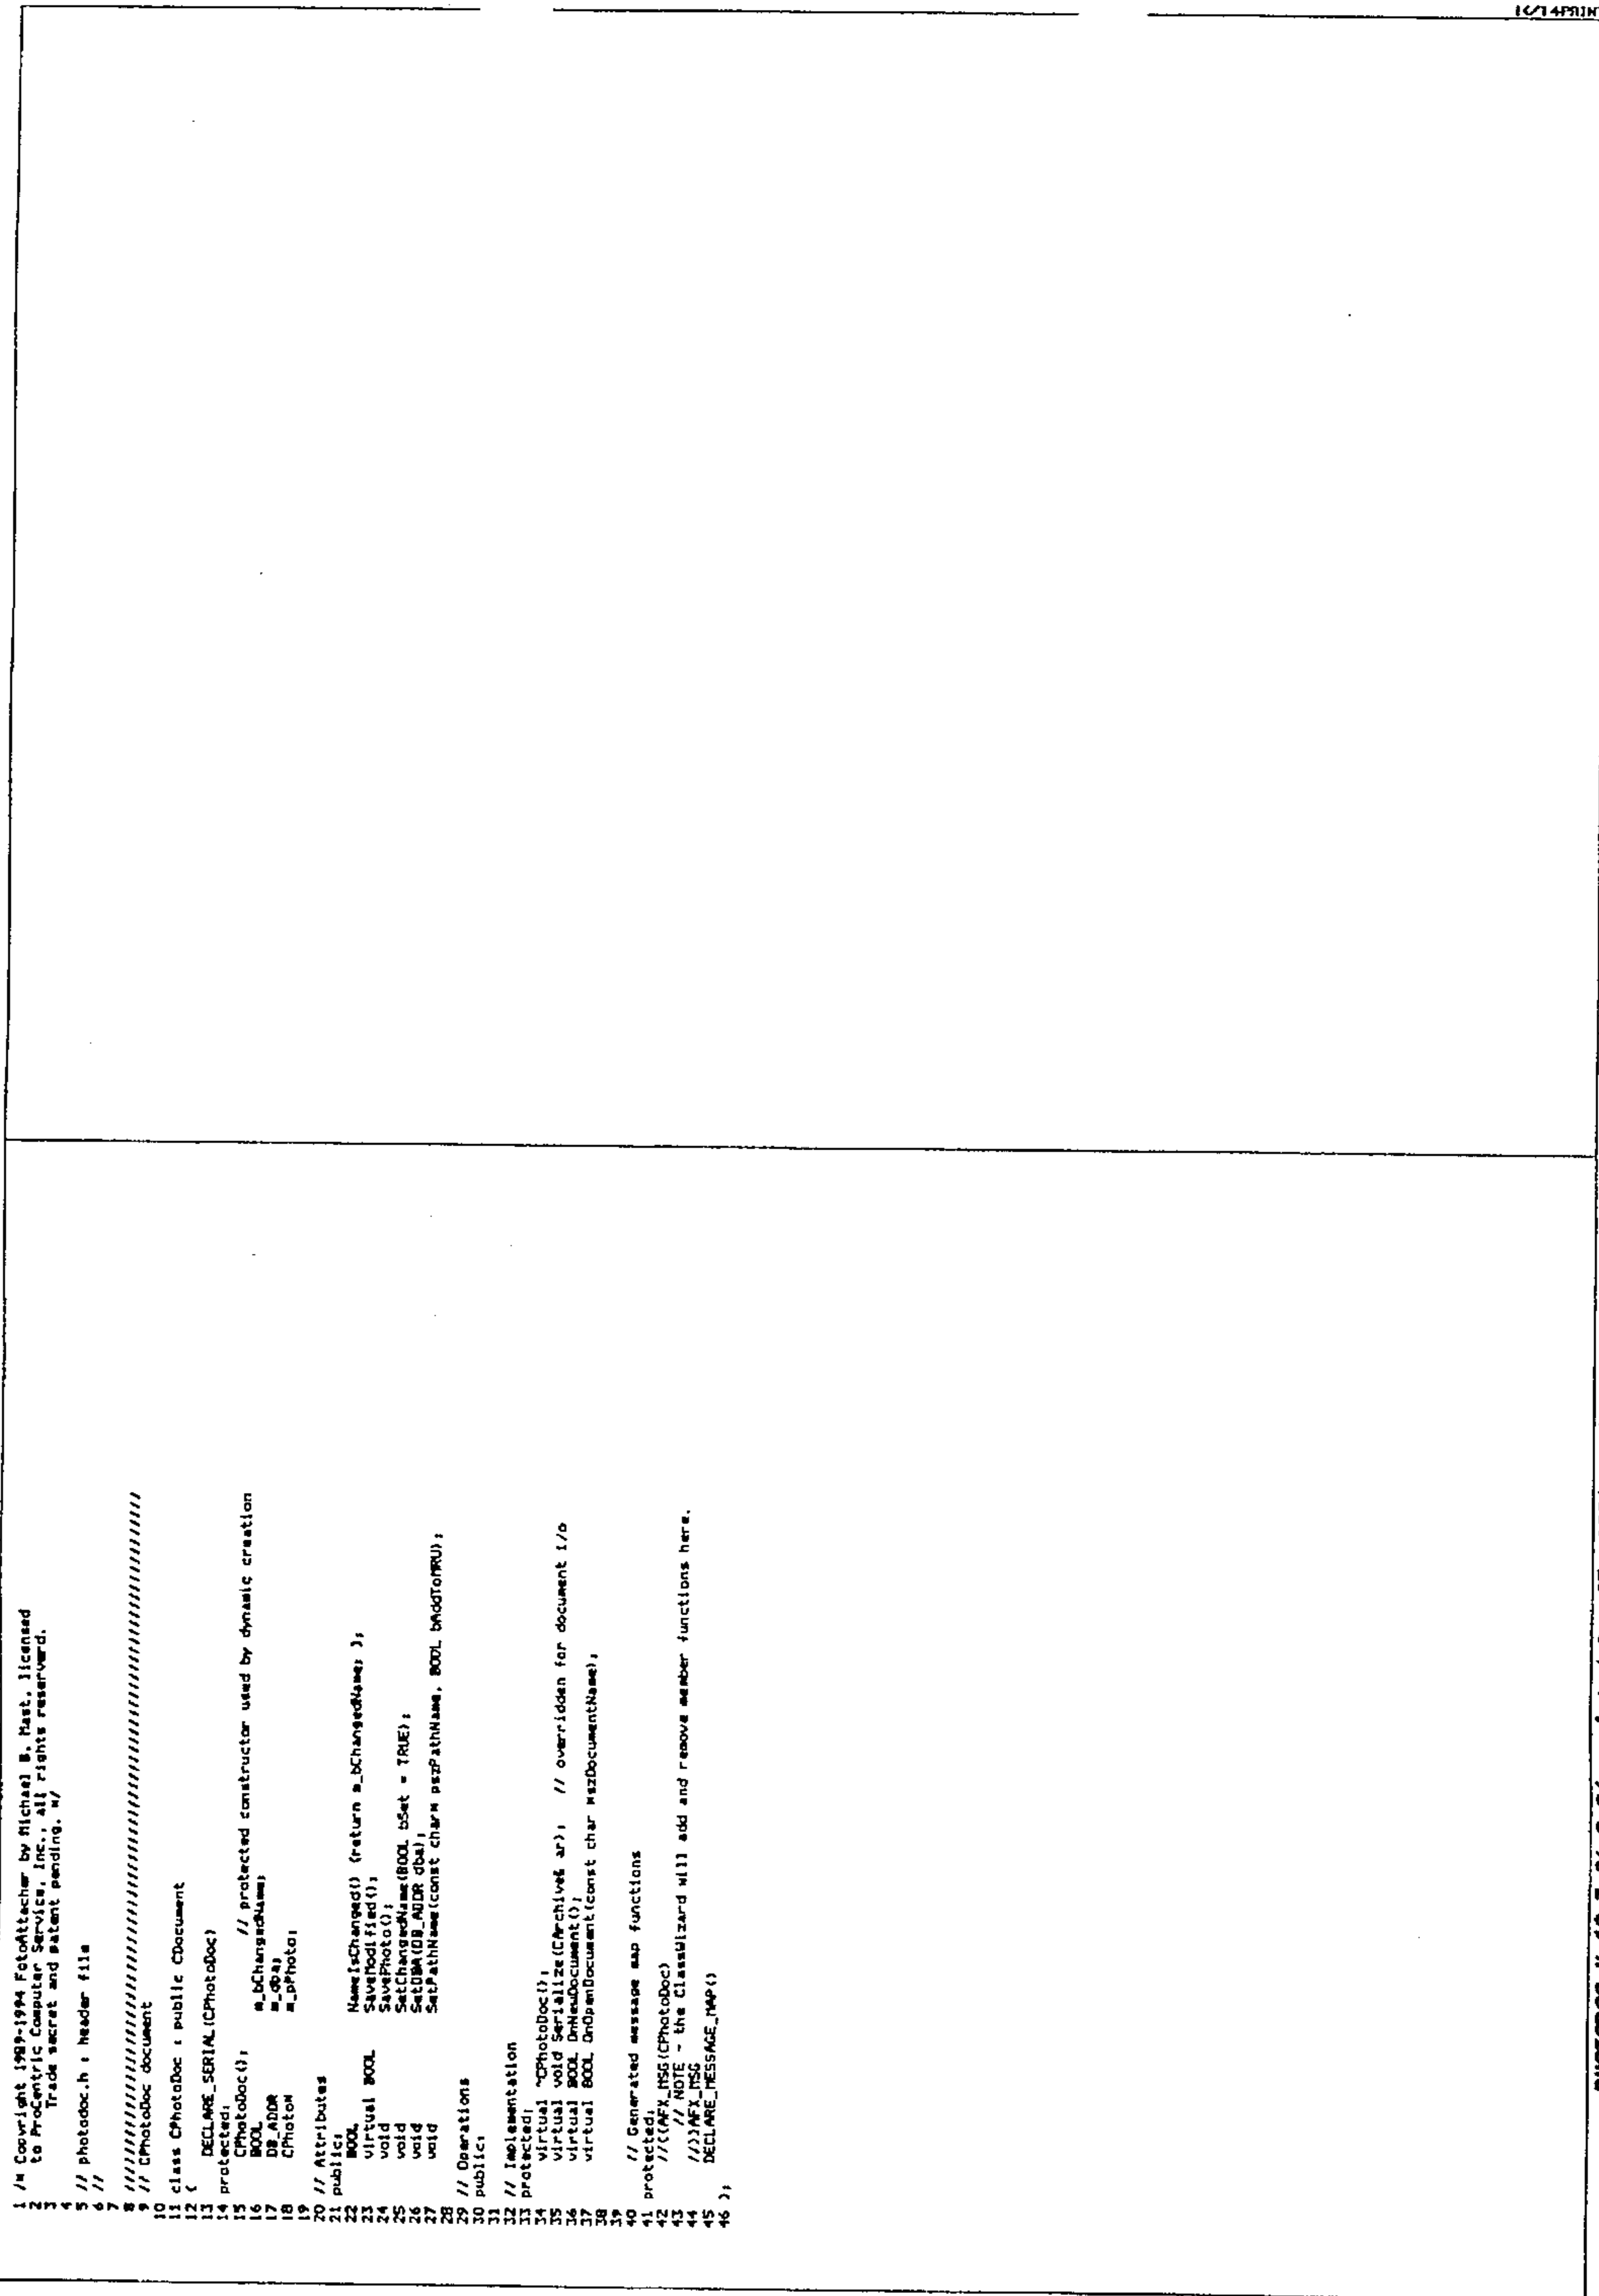 1 /* Copyright 1989-1994 FotoAttacher by Michael B. Mast, licensed
2 to ProCentric Computer Service, Inc., all rights reserverd.
3 Trade secret and patent pending. */
4
5 // photodoc.h : header file
6 //
7
8 /////////////////////////////////////////////////////////////////////////////
9 // CPhotoDoc document
10
11 class CPhotoDoc : public CDocument
12 {
13 DECLARE_SERIAL(CPhotoDoc)
14 protected:
15 CPhotoDoc(); // protected constructor used by dynamic creation
16 BOOL m_bChangedName;
17 DB_ADDR m_dba;
18 CPhoto* m_pPhoto;
19
20 // Attributes
21 public:
22 BOOL NameIsChanged() {return m_bChangedName; };
23 virtual BOOL SaveModified();
24 void SavePhoto();
25 void SetChangedName(BOOL bSet = TRUE);
26 void SetDBA(DB_ADDR dba);
27 void SetPathName(const char* pszPathName, BOOL bAddToMRU);
28
29 // Operations
30 public:
31
32 // Implementation
33 protected:
34 virtual ~CPhotoDoc();
35 virtual void Serialize(CArchive& ar); // overridden for document i/o
36 virtual BOOL OnNewDocument();
37 virtual BOOL OnOpenDocument(const char *szDocumentName);
38
39
40 // Generated message map functions
41 protected:
42 //{{AFX_MSG(CPhotoDoc)
43 // NOTE - the ClassWizard will add and remove member functions here.
44 //}}AFX_MSG
45 DECLARE_MESSAGE_MAP()
46 };